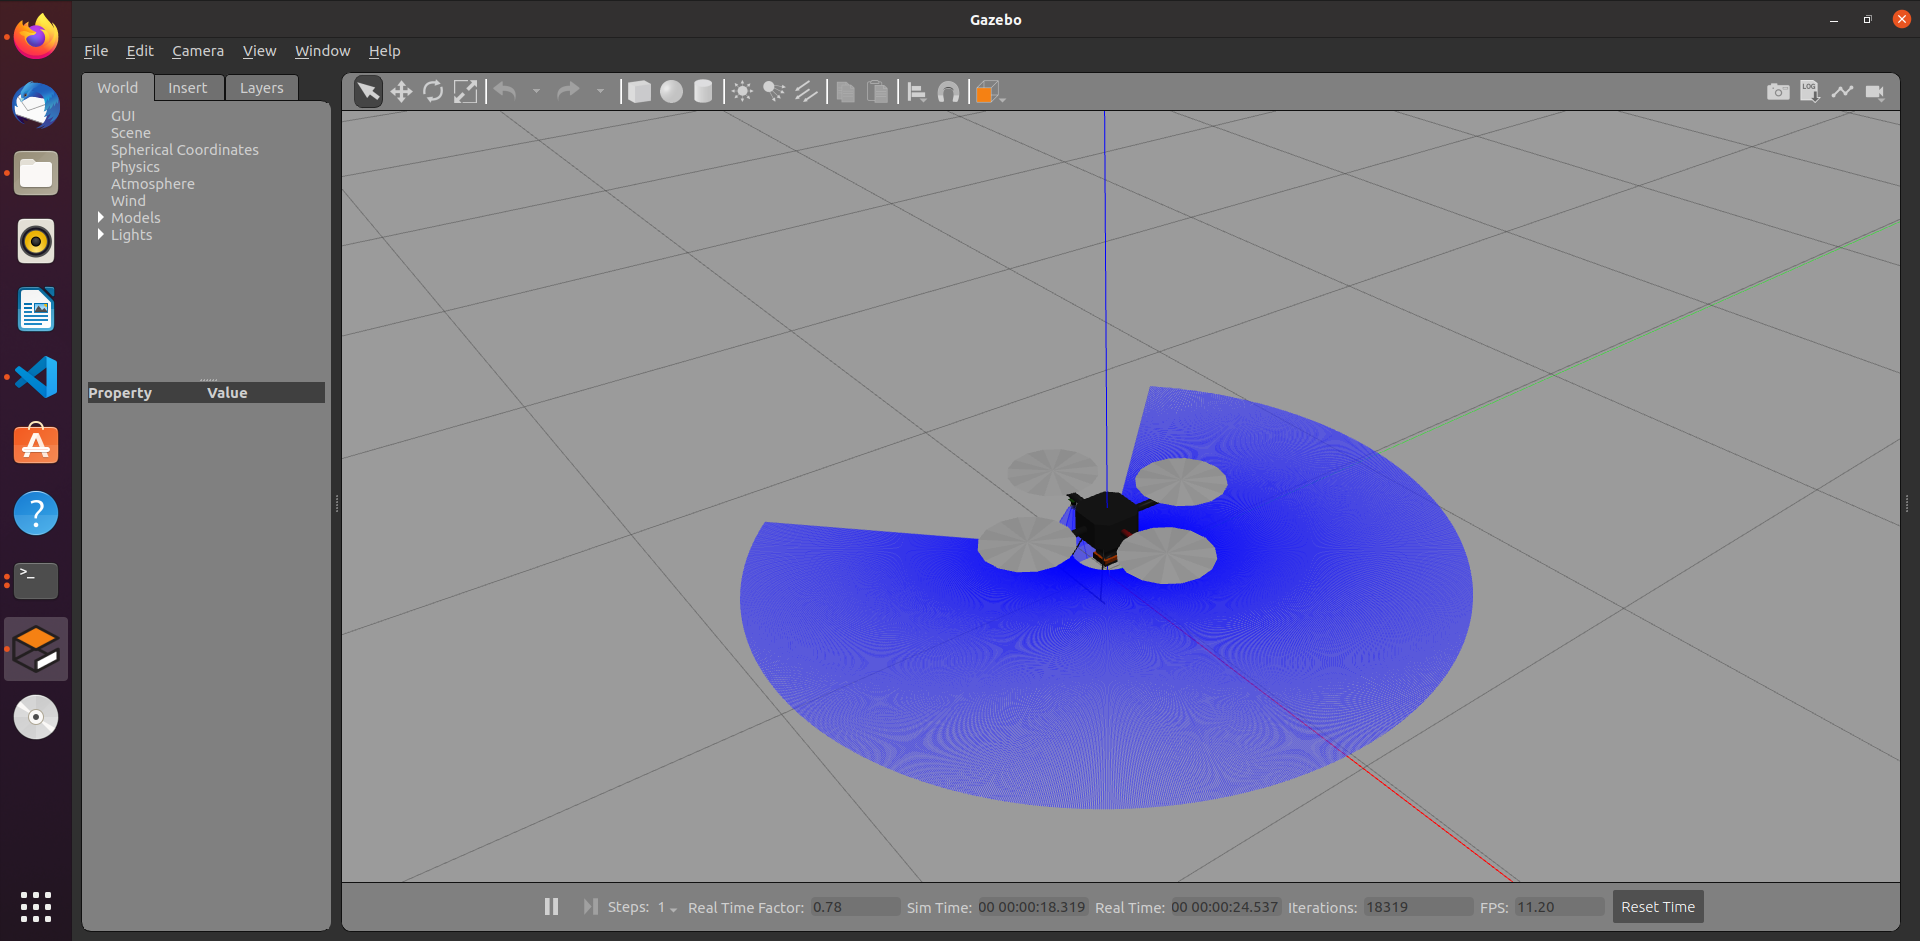 Gazebo
File Edit Camera View Window Help
World Insert Layers
GUI
Scene
Spherical Coordinates
Physics
Atmosphere
Wind
Models
Lights
Property Value
LOG
>_
?
Steps: 1 Real Time Factor: 0.78 Sim Time: 00 00:00:18.319 Real Time: 00 00:00:24.537 Iterations: 18319 FPS: 11.20 Reset Time